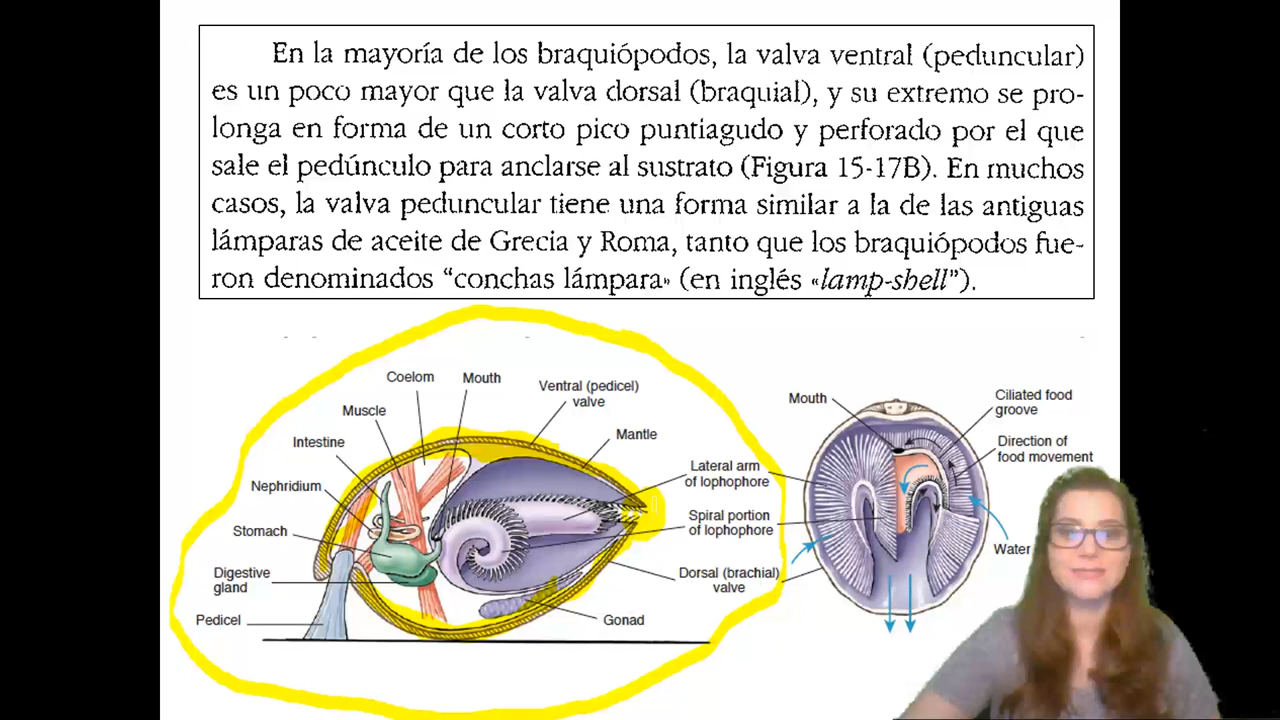 En la mayoría de los braquiópodos, la valva ventral (peduncular)
es un poco mayor que la valva dorsal (braquial), y su extremo se pro-
longa en forma de un corto pico puntiagudo y perforado por el que
sale el pedúnculo para anclarse al sustrato (Figura 15-17B). En muchos
casos, la valva peduncular tiene una forma similar a la de las antiguas
lámparas de aceite de Grecia y Roma, tanto que los braquiópodos fue-
ron denominados “conchas lámpara» (en inglés «lamp-shell”).
Coelom
Mouth
Ventral (pedicel)
valve
Muscle
Mantle
Intestine
Lateral arm
of lophophore
Nephridium
Spiral portion
of lophophore
Stomach
Digestive
gland
Dorsal (brachial)
valve
Pedicel
Gonad
Mouth
Ciliated food
groove
Direction of
food movement
Water